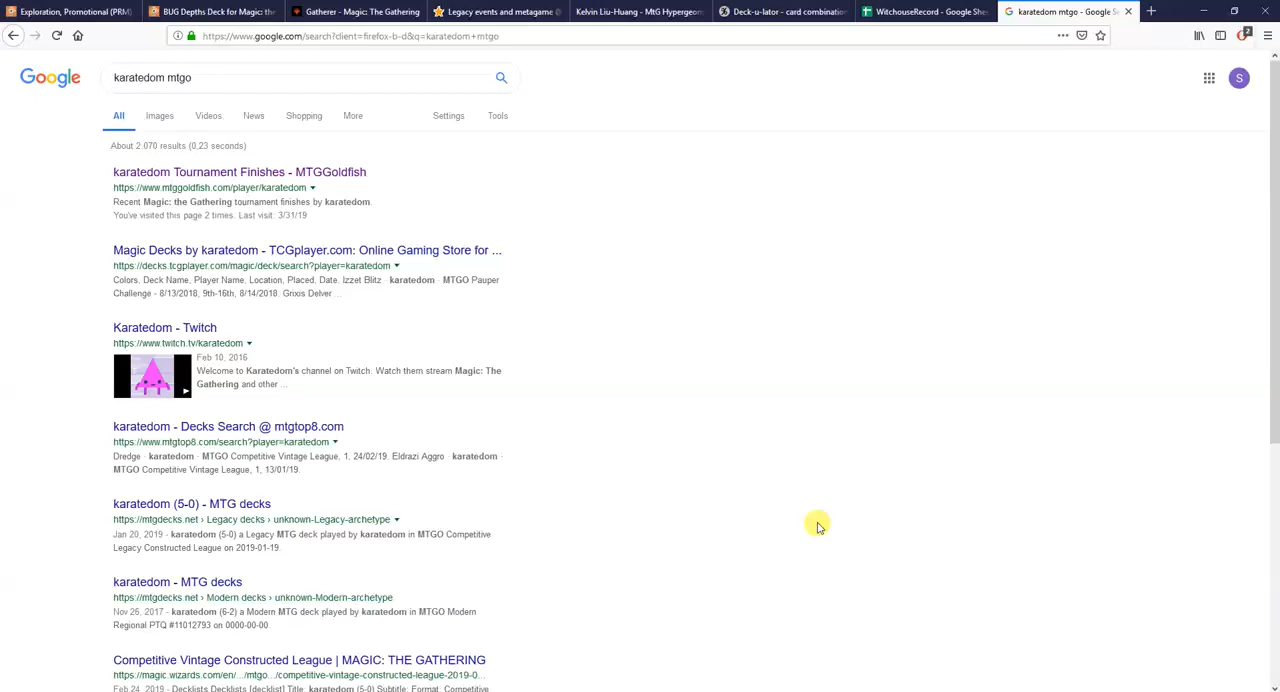 Exploration, Promotional (PRM)
BUG Depths Deck for Magic: the
Gatherer - Magic: The Gathering
Legacy events and metagame @
Kelvin Liu-Huang - MtG Hypergeom
Deck-u-lator - card combination
WitchouseRecord - Google She
karatedom mtgo - Google S
https://www.google.com/search?client=firefox-b-d&q=karatedom+mtgo
2
Google
karatedom mtgo
S
All Images Videos News Shopping More Settings Tools
About 2.070 results (0,23 seconds)
karatedom Tournament Finishes - MTGGoldfish
https://www.mtggoldfish.com/player/karatedom
Recent Magic: the Gathering tournament finishes by karatedom.
You've visited this page 2 times. Last visit: 3/31/19
Magic Decks by karatedom - TCGplayer.com: Online Gaming Store for ...
https://decks.tcgplayer.com/magic/deck/search?player=karatedom
Colors, Deck Name, Player Name, Location, Placed, Date. Izzet Blitz · karatedom · MTGO Pauper
Challenge - 8/13/2018, 9th-16th, 8/14/2018. Grixis Delver ...
Karatedom - Twitch
https://www.twitch.tv/karatedom
Feb 10, 2016
Welcome to Karatedom's channel on Twitch. Watch them stream Magic: The
Gathering and other ...
karatedom - Decks Search @ mtgtop8.com
https://www.mtgtop8.com/search?player=karatedom
Dredge · karatedom · MTGO Competitive Vintage League, 1, 24/02/19. Eldrazi Aggro · karatedom ·
MTGO Competitive Vintage League, 1, 13/01/19.
karatedom (5-0) - MTG decks
https://mtgdecks.net › Legacy decks › unknown-Legacy-archetype
Jan 20, 2019 - karatedom (5-0) a Legacy MTG deck played by karatedom in MTGO Competitive
Legacy Constructed League on 2019-01-19.
karatedom - MTG decks
https://mtgdecks.net › Modern decks › unknown-Modern-archetype
Nov 26, 2017 - karatedom (6-2) a Modern MTG deck played by karatedom in MTGO Modern
Regional PTQ #11012793 on 0000-00-00.
Competitive Vintage Constructed League | MAGIC: THE GATHERING
https://magic.wizards.com/en/.../mtgo.../competitive-vintage-constructed-league-2019-0...
Feb 24, 2019 - Decklists Decklists [decklist] Title: karatedom (5-0) Subtitle: Format: Competitive